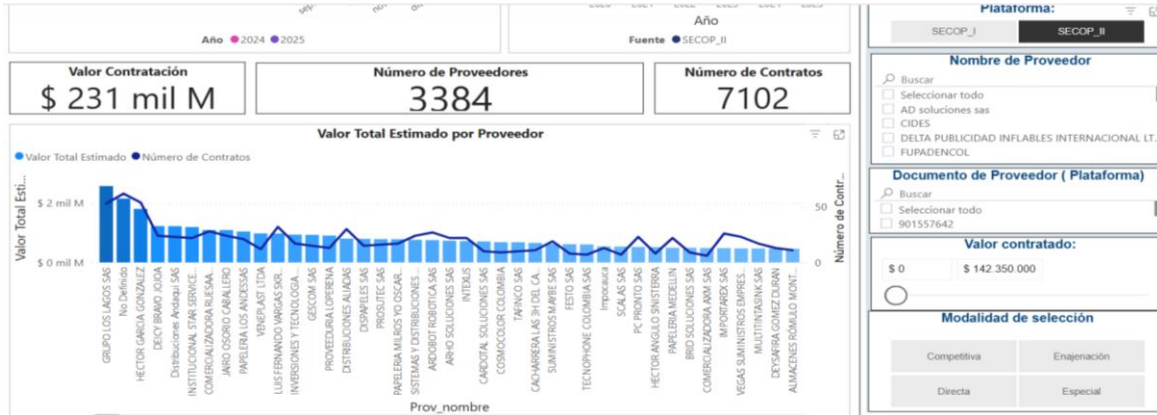 Año 2024 2025
Año
Fuente SECOP_II
Valor Contratación
$ 231 mil M
Número de Proveedores
3384
Número de Contratos
7102
Valor Total Estimado por Proveedor
Valor Total Estimado Número de Contratos
Valor Total Esti...
$ 2 mil M
$ 0 mil M
50
0
Número de Contr...
GRUPO LOS LAGOS SAS
No Definido
HECTOR GARCIA GONZALEZ
DEICY BRAVO JOJOA
Distribuciones Andaqui SAS
INSTITUCIONAL STAR SERVICE...
COMERCIALIZADORA BLUESAA...
JAIRO OSORIO CABALLERO
PAPELERIA LOS ANDESSAS
VENEPLAST LTDA
LUIS FERNANDO VARGAS SKR...
INVERSIONES Y TECNOLOGIA...
GESCOM SAS
PROVEEDURIA LOPERENA
DISTRIBUCIONES ALIADAS
DISPAPELES SAS
PROSUTEC SAS
PAPELERIA MILROS YO OSCAR...
SISTEMAS Y DISTRIBUCIONES...
ARDOBOT ROBOTICA SAS
ARHO SOLUCIONES SAS
INTEXUS
CARDOTAL SOLUCIONES SAS
COSMOCOLOR COLOMBIA
TAFNCO SAS
CACHARRERIA LAS 3H DEL CA...
SUMINISTROS MAYBE SAS
FESTO SAS
TECNOPHONE COLOMBIA SAS
Impocauca
SCALAS SAS
PC PRONTO SAS
HECTOR ANGULO SINISTERRA
PAPELERIA MEDELLIN
BRID SOLUCIONES SAS
COMERCIALIZADORA AXM SAS
IMPORTAREX SAS
VEGAS SUMINISTROS EMPRES...
MULTITINTASINK SAS
DEYSAFIRA GOMEZ DURAN
ALMACENES RÓMULO MONT...
Prov_nombre
Plataforma:
SECOP_I
SECOP_II
Nombre de Proveedor
Buscar
Seleccionar todo
AD soluciones sas
CIDES
DELTA PUBLICIDAD INFLABLES INTERNACIONAL LT.
FUPADENCOL
Documento de Proveedor ( Plataforma)
Buscar
Seleccionar todo
901557642
Valor contratado:
$ 0
$ 142.350.000
Modalidad de selección
Competitiva
Enajenación
Directa
Especial